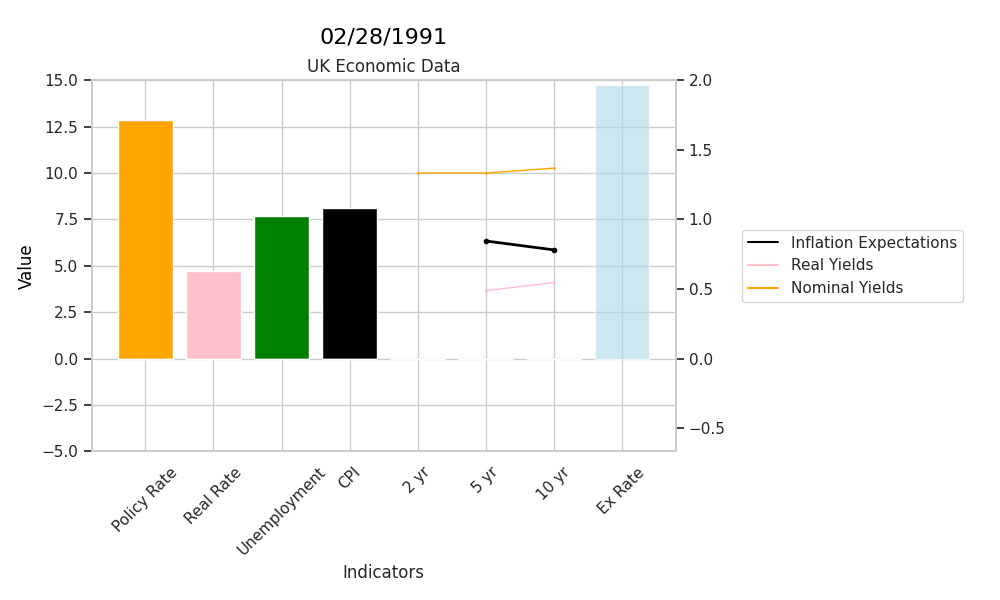 02/28/1991
UK Economic Data
15.0
12.5
10.0
7.5
5.0
2.5
0.0
−2.5
−5.0
Value
2.0
1.5
1.0
0.5
0.0
−0.5
Inflation Expectations
Real Yields
Nominal Yields
Policy Rate
Real Rate
Unemployment
CPI
2 yr
5 yr
10 yr
Ex Rate
Indicators